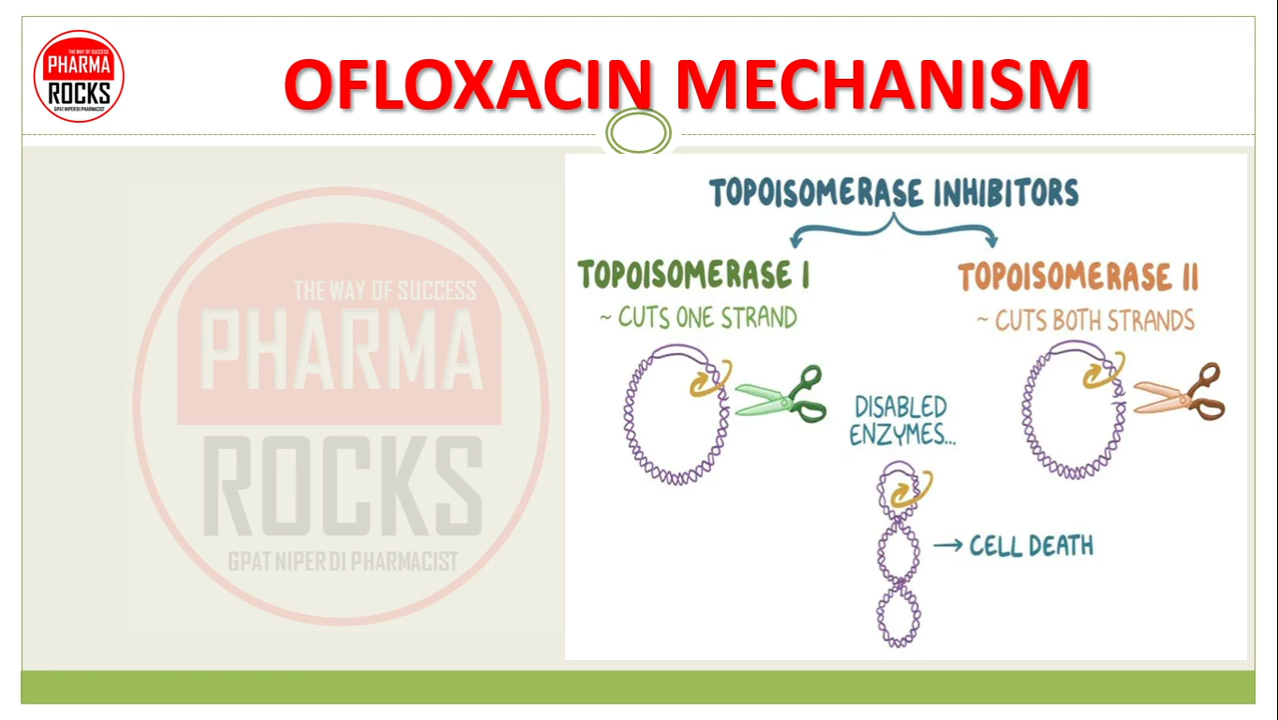 THE WAY OF SUCCESS
PHARMA
ROCKS
GPAT NIPER DI PHARMACIST
OFLOXACIN MECHANISM
THE WAY OF SUCCESS
PHARMA
ROCKS
GPAT NIPER DI PHARMACIST
TOPOISOMERASE INHIBITORS
TOPOISOMERASE I
~ CUTS ONE STRAND
TOPOISOMERASE II
~ CUTS BOTH STRANDS
DISABLED
ENZYMES...
→ CELL DEATH